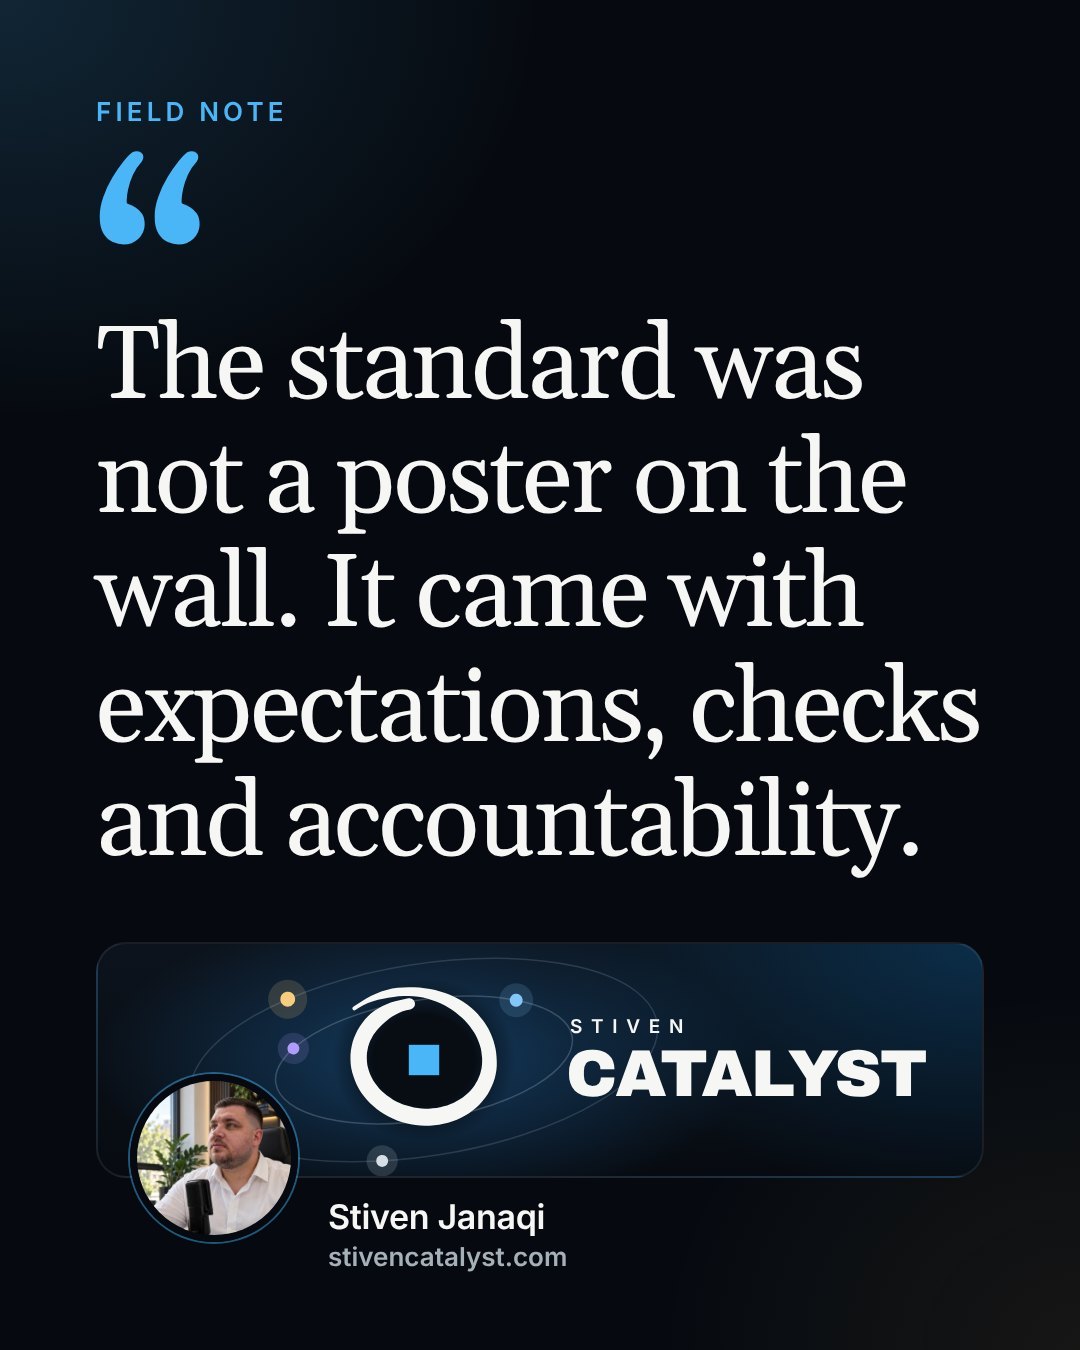 FIELD NOTE
“
The standard was
not a poster on the
wall. It came with
expectations, checks
and accountability.
STIVEN
CATALYST
Stiven Janaqi
stivencatalyst.com